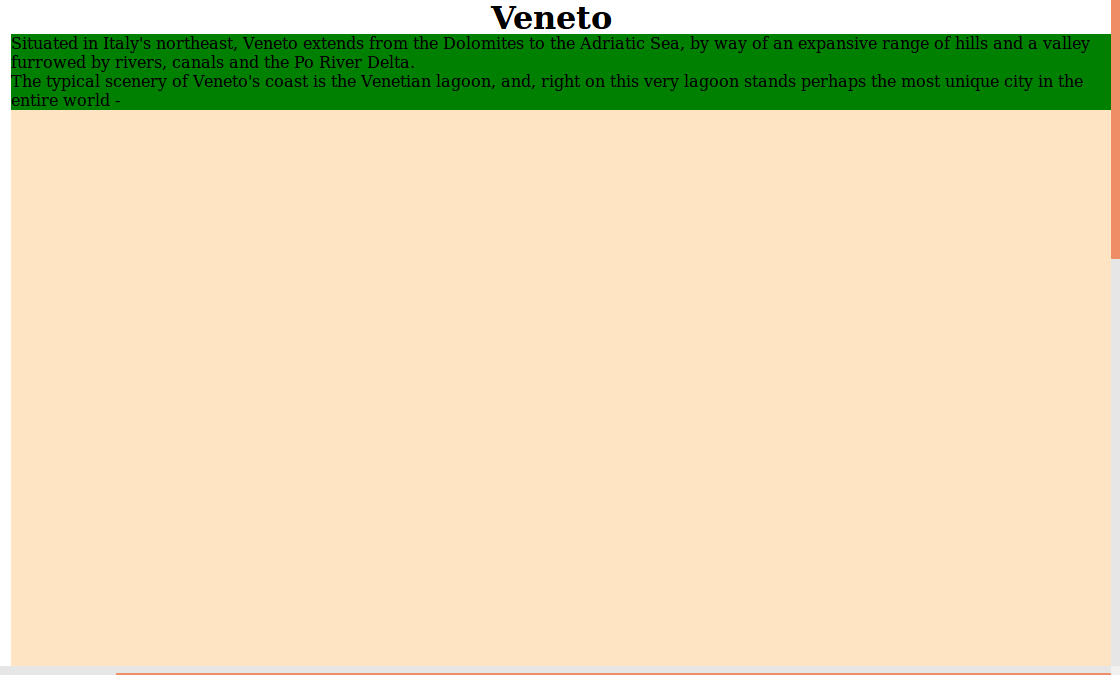 Veneto
Situated in Italy's northeast, Veneto extends from the Dolomites to the Adriatic Sea, by way of an expansive range of hills and a valley
furrowed by rivers, canals and the Po River Delta.
The typical scenery of Veneto's coast is the Venetian lagoon, and, right on this very lagoon stands perhaps the most unique city in the
entire world -